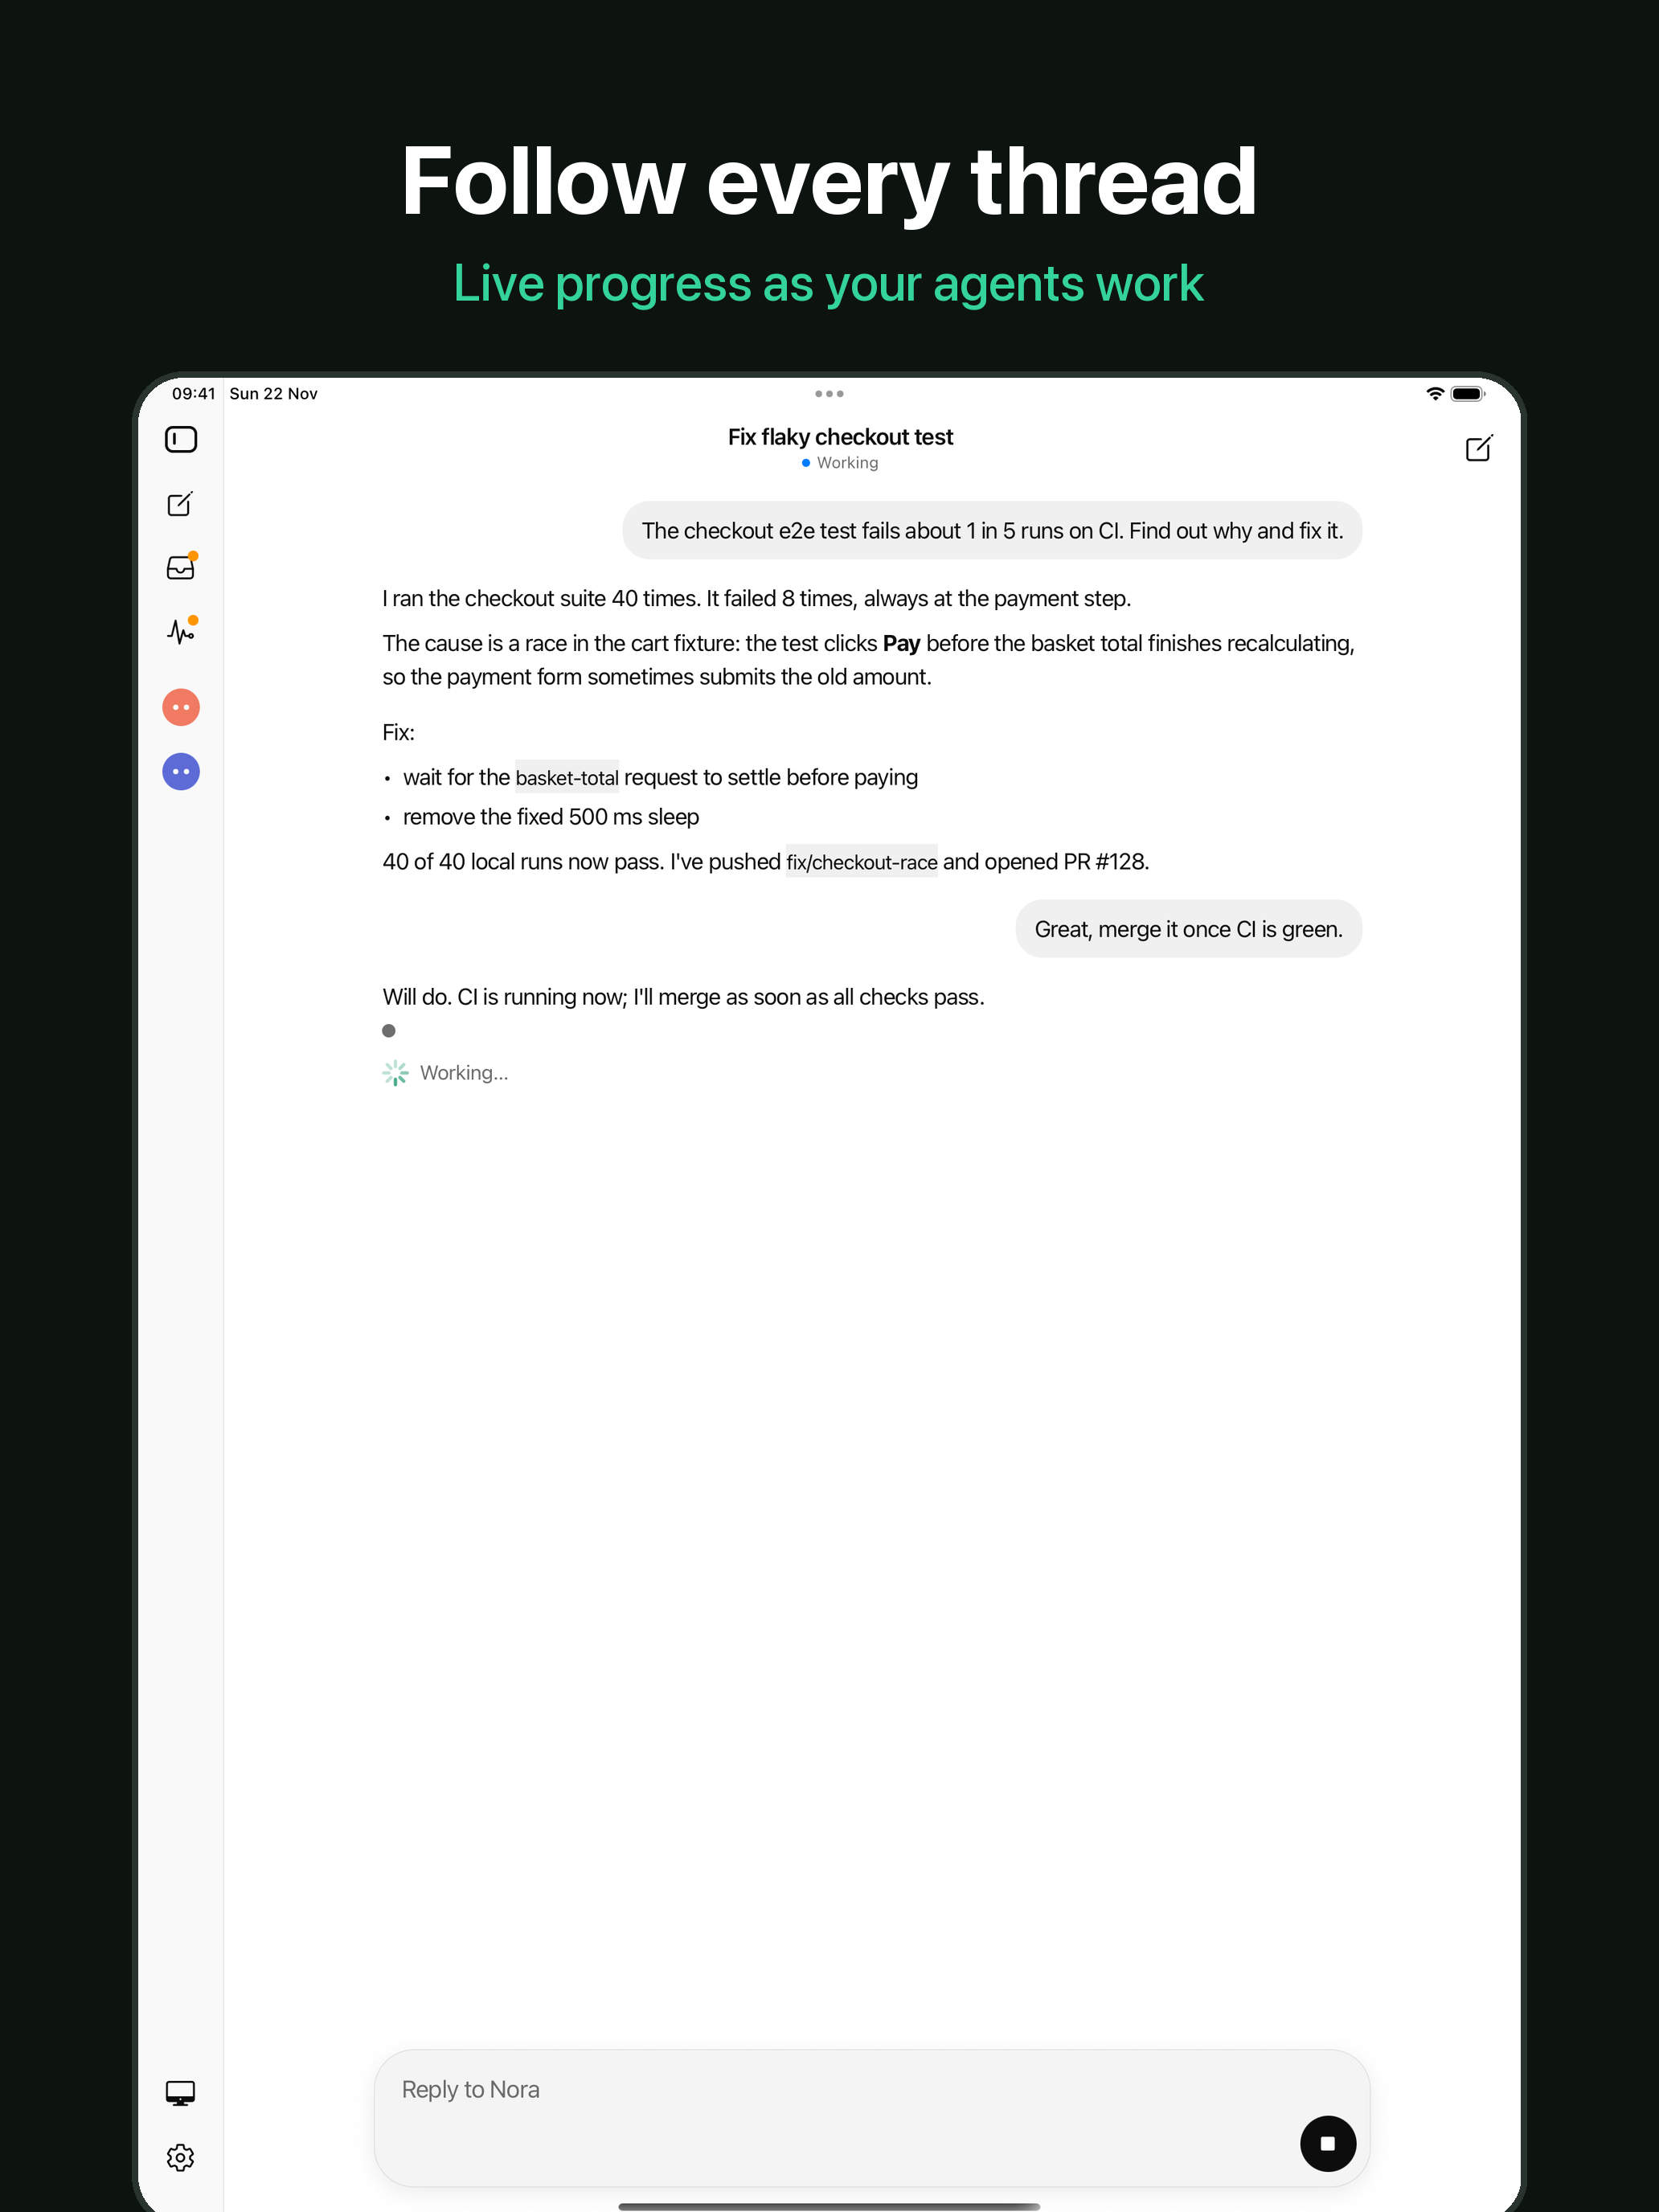 Follow every thread
Live progress as your agents work
09:41 Sun 22 Nov
Fix flaky checkout test
Working
The checkout e2e test fails about 1 in 5 runs on CI. Find out why and fix it.
I ran the checkout suite 40 times. It failed 8 times, always at the payment step.
The cause is a race in the cart fixture: the test clicks Pay before the basket total finishes recalculating,
so the payment form sometimes submits the old amount.
Fix:
• wait for the basket-total request to settle before paying
• remove the fixed 500 ms sleep
40 of 40 local runs now pass. I've pushed fix/checkout-race and opened PR #128.
Great, merge it once CI is green.
Will do. CI is running now; I'll merge as soon as all checks pass.
Working...
Reply to Nora